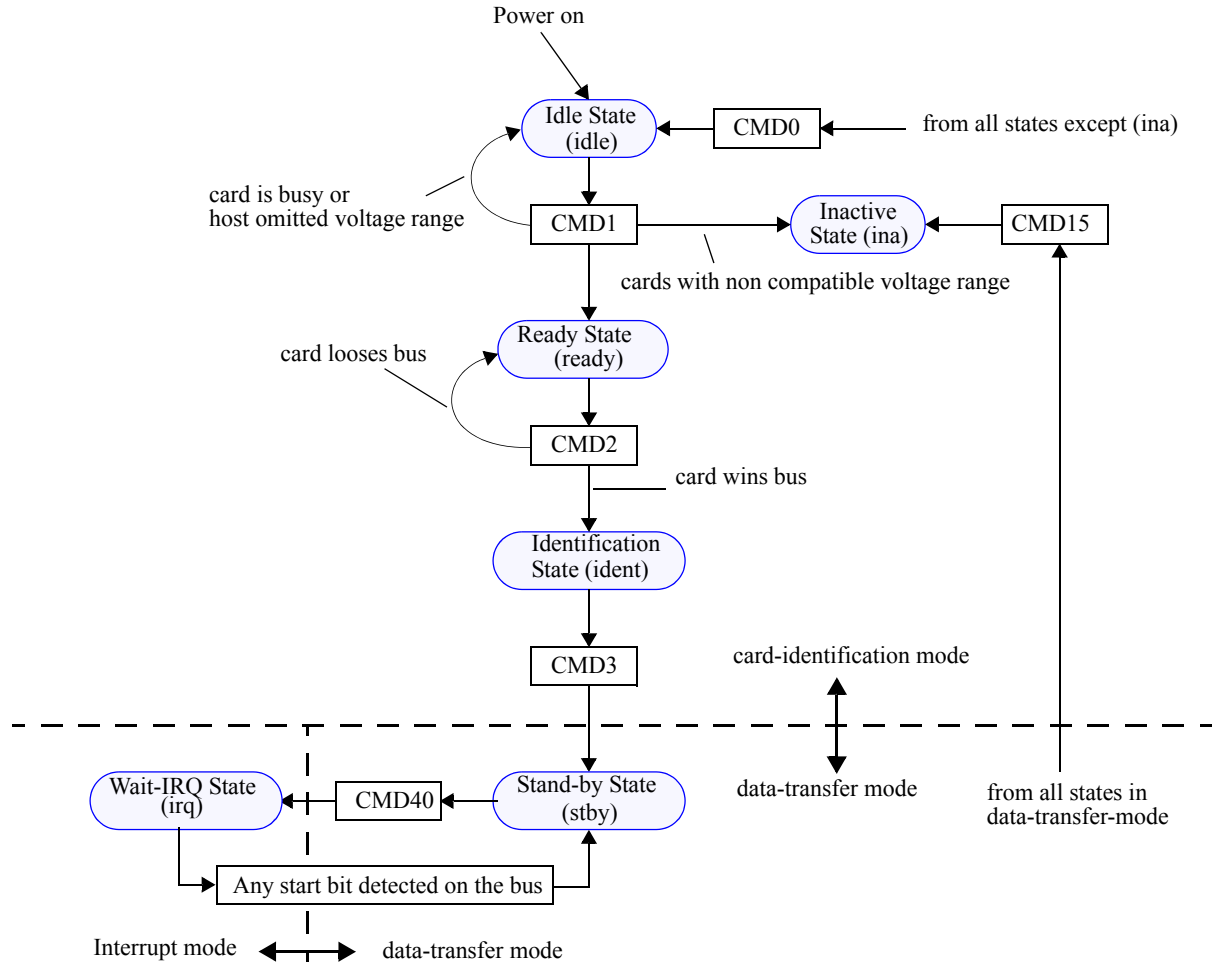 Power on
Idle State
(idle)
CMD0
from all states except (ina)
card is busy or
host omitted voltage range
CMD1
Inactive
State (ina)
CMD15
cards with non compatible voltage range
Ready State
(ready)
card looses bus
CMD2
card wins bus
Identification
State (ident)
CMD3
card-identification mode
data-transfer mode
from all states in
data-transfer-mode
Wait-IRQ State
(irq)
CMD40
Stand-by State
(stby)
Any start bit detected on the bus
Interrupt mode
data-transfer mode